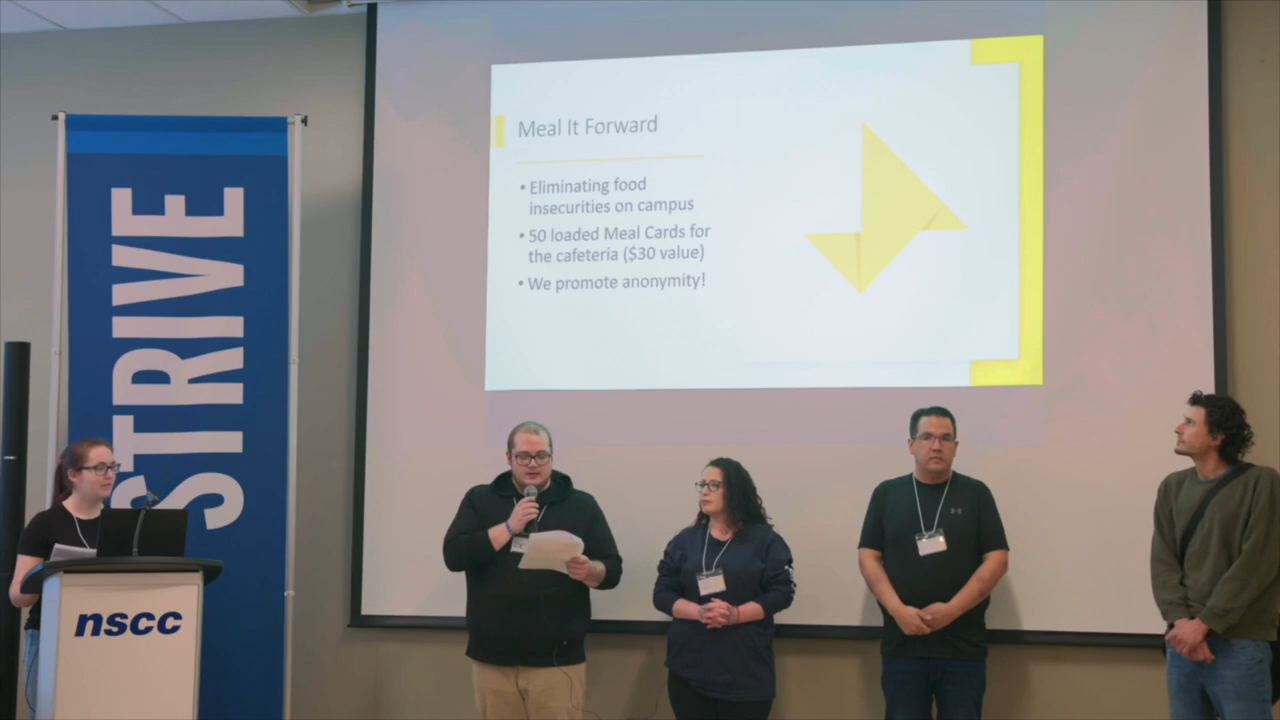 STRIVE
Meal It Forward
• Eliminating food
insecurities on campus
• 50 loaded Meal Cards for
the cafeteria ($30 value)
• We promote anonymity!
nscc